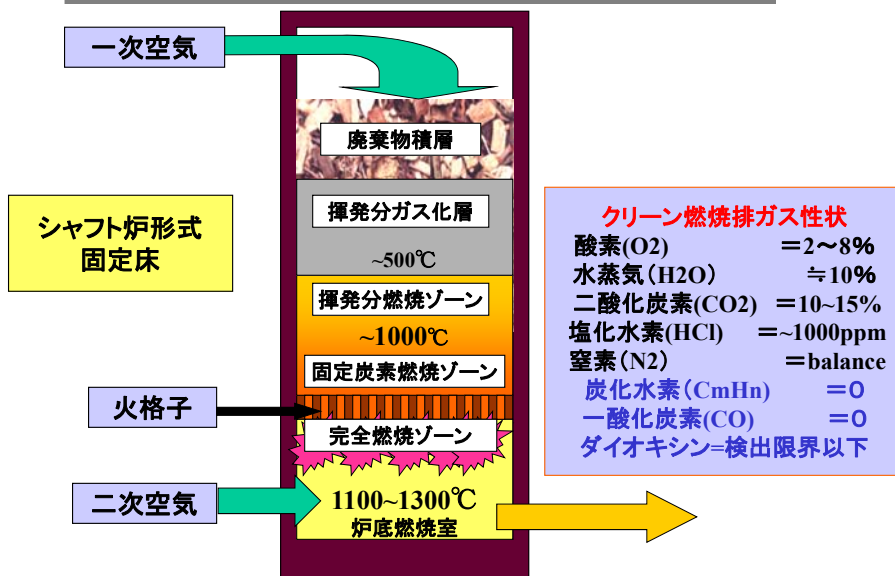 一次空気
廃棄物積層
揮発分ガス化層
~500℃
シャフト炉形式
固定床
揮発分燃焼ゾーン
~1000℃
固定炭素燃焼ゾーン
火格子
完全燃焼ゾーン
二次空気
1100~1300℃
炉底燃焼室
クリーン燃焼排ガス性状
酸素(O2) =2~8%
水蒸気(H2O) ≒10%
二酸化炭素(CO2) =10~15%
塩化水素(HCl) =~1000ppm
窒素(N2) =balance
炭化水素(CmHn) =0
一酸化炭素(CO) =0
ダイオキシン=検出限界以下